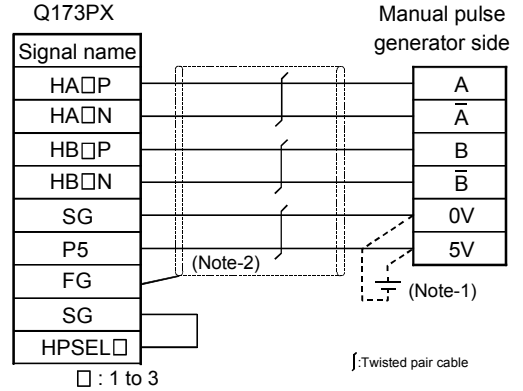 Q173PX
Manual pulse
generator side
Signal name
HA□P
HA□N
HB□P
HB□N
SG
P5
FG
SG
HPSEL□
A
A̅
B
B̅
0V
5V
(Note-2)
(Note-1)
□ : 1 to 3
ʃ:Twisted pair cable